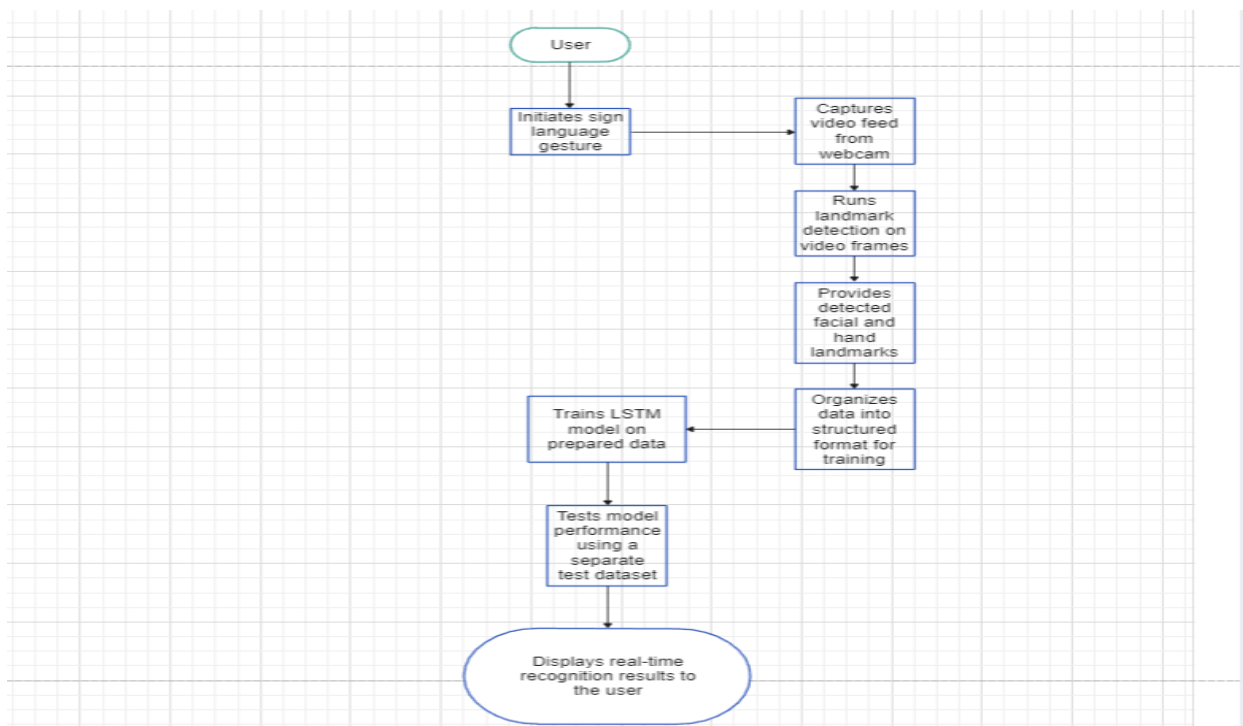 User
Initiates sign
language
gesture
Captures
video feed
from
webcam
Runs
landmark
detection on
video frames
Provides
detected
facial and
hand
landmarks
Organizes
data into
structured
format for
training
Trains LSTM
model on
prepared data
Tests model
performance
using a
separate
test dataset
Displays real-time
recognition results to
the user